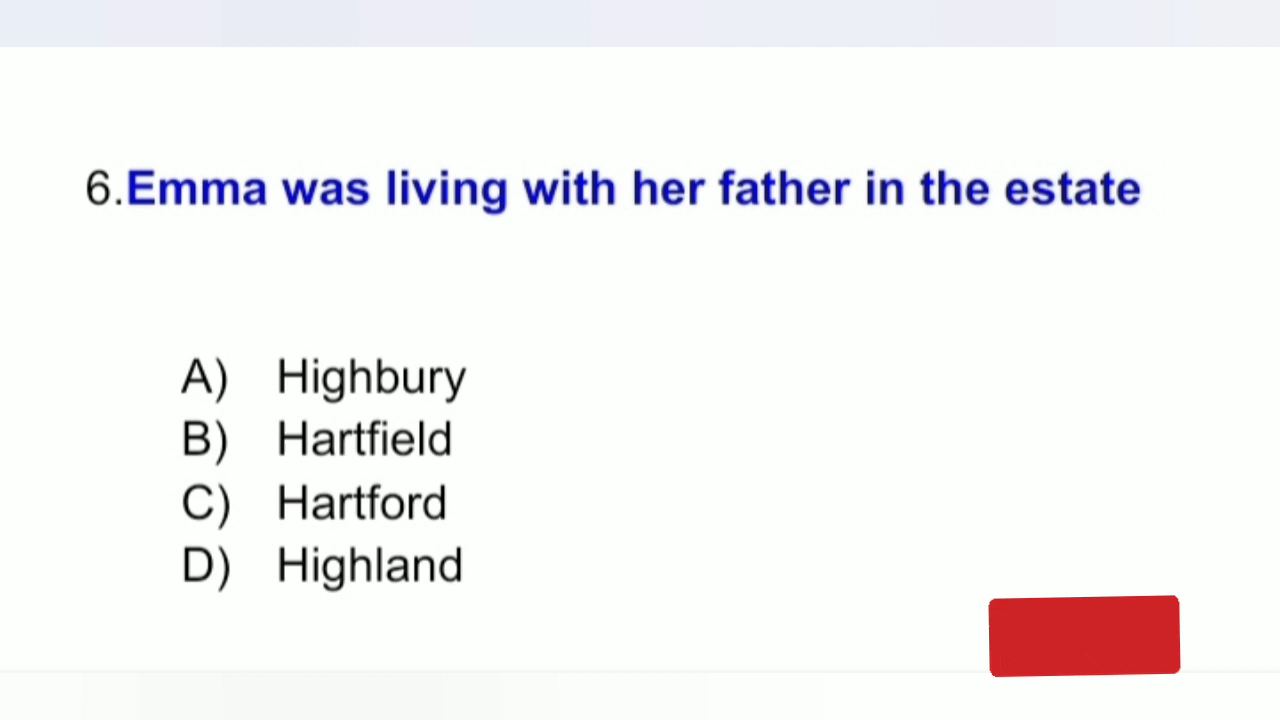 6.Emma was living with her father in the estate
A) Highbury
B) Hartfield
C) Hartford
D) Highland